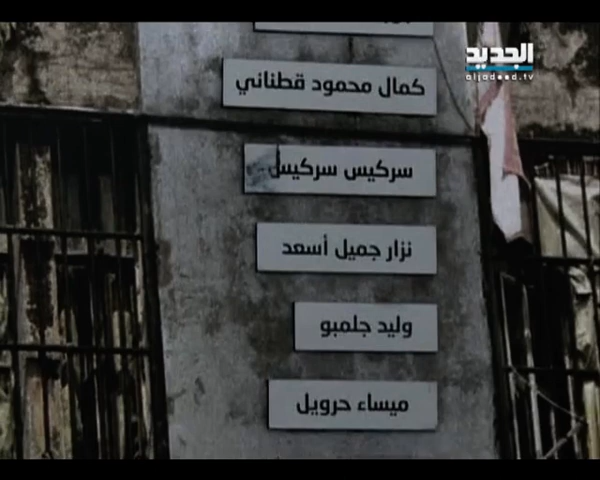 الجديد
aljadeed.tv
كمال محمود قطناني
سركيس سركيس
نزار جميل أسعد
وليد جلمبو
ميساء حرويل